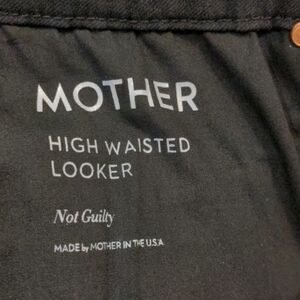 MOTHER
HIGH WAISTED
LOOKER
Not Guilty
MADE by MOTHER IN THE U.S.A